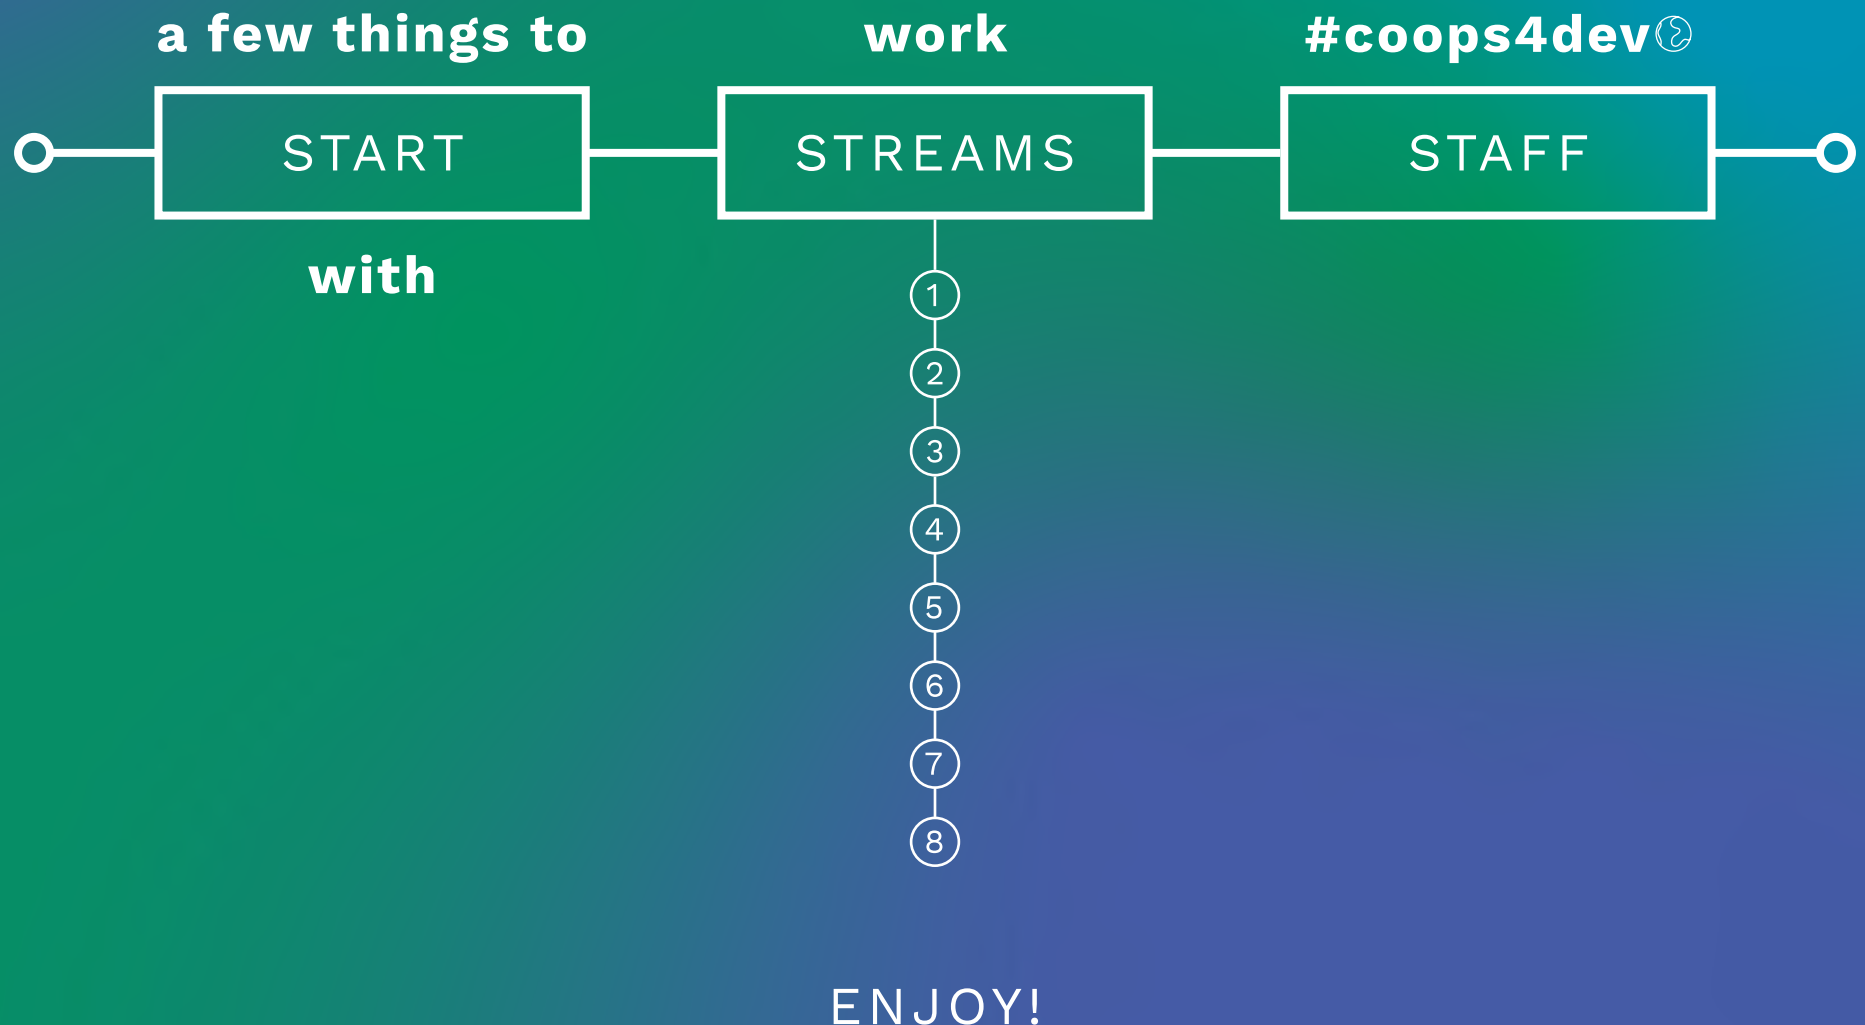 a few things to
START
with
work
STREAMS
1
2
3
4
5
6
7
8
#coops4dev
STAFF
ENJOY!